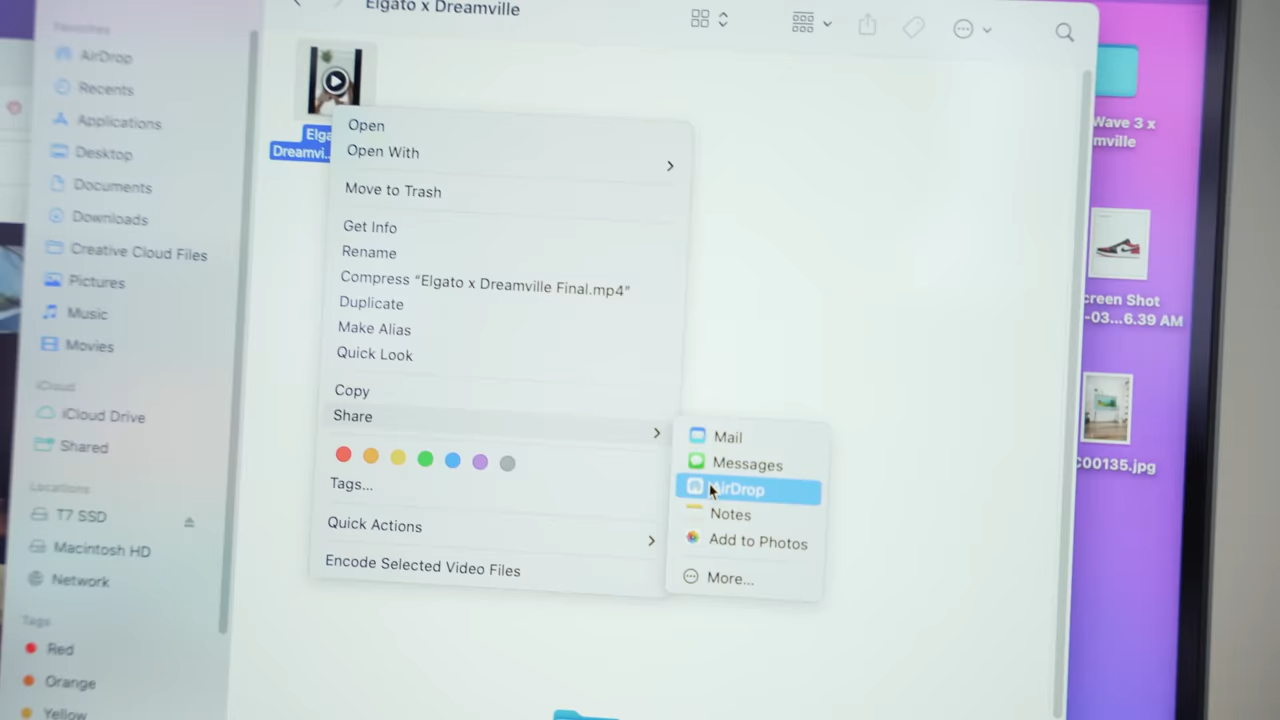 Elgato x Dreamville
Favorites
AirDrop
Recents
Applications
Desktop
Documents
Downloads
Creative Cloud Files
Pictures
Music
Movies
iCloud
iCloud Drive
Shared
Locations
T7 SSD
Macintosh HD
Network
Tags
Red
Orange
Yellow
Elga
Dreamvi...
Open
Open With
Move to Trash
Get Info
Rename
Compress “Elgato x Dreamville Final.mp4”
Duplicate
Make Alias
Quick Look
Copy
Share
Tags...
Quick Actions
Encode Selected Video Files
Mail
Messages
AirDrop
Notes
Add to Photos
More...
Wave 3 x
mville
creen Shot
-03...6.39 AM
C00135.jpg